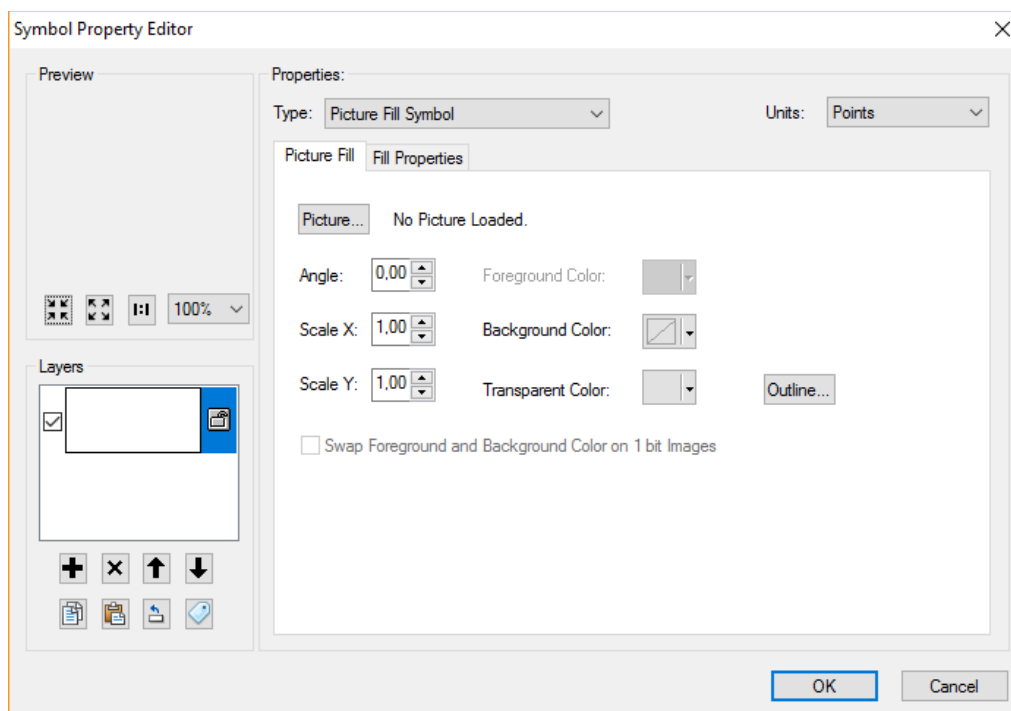 Symbol Property Editor
Preview
Properties:
Type: Picture Fill Symbol
Units: Points
Picture Fill
Fill Properties
Picture...
No Picture Loaded.
Angle: 0,00
Foreground Color:
1:1
100%
Scale X: 1,00
Background Color:
Layers
Scale Y: 1,00
Transparent Color:
Outline...
Swap Foreground and Background Color on 1 bit Images
OK
Cancel